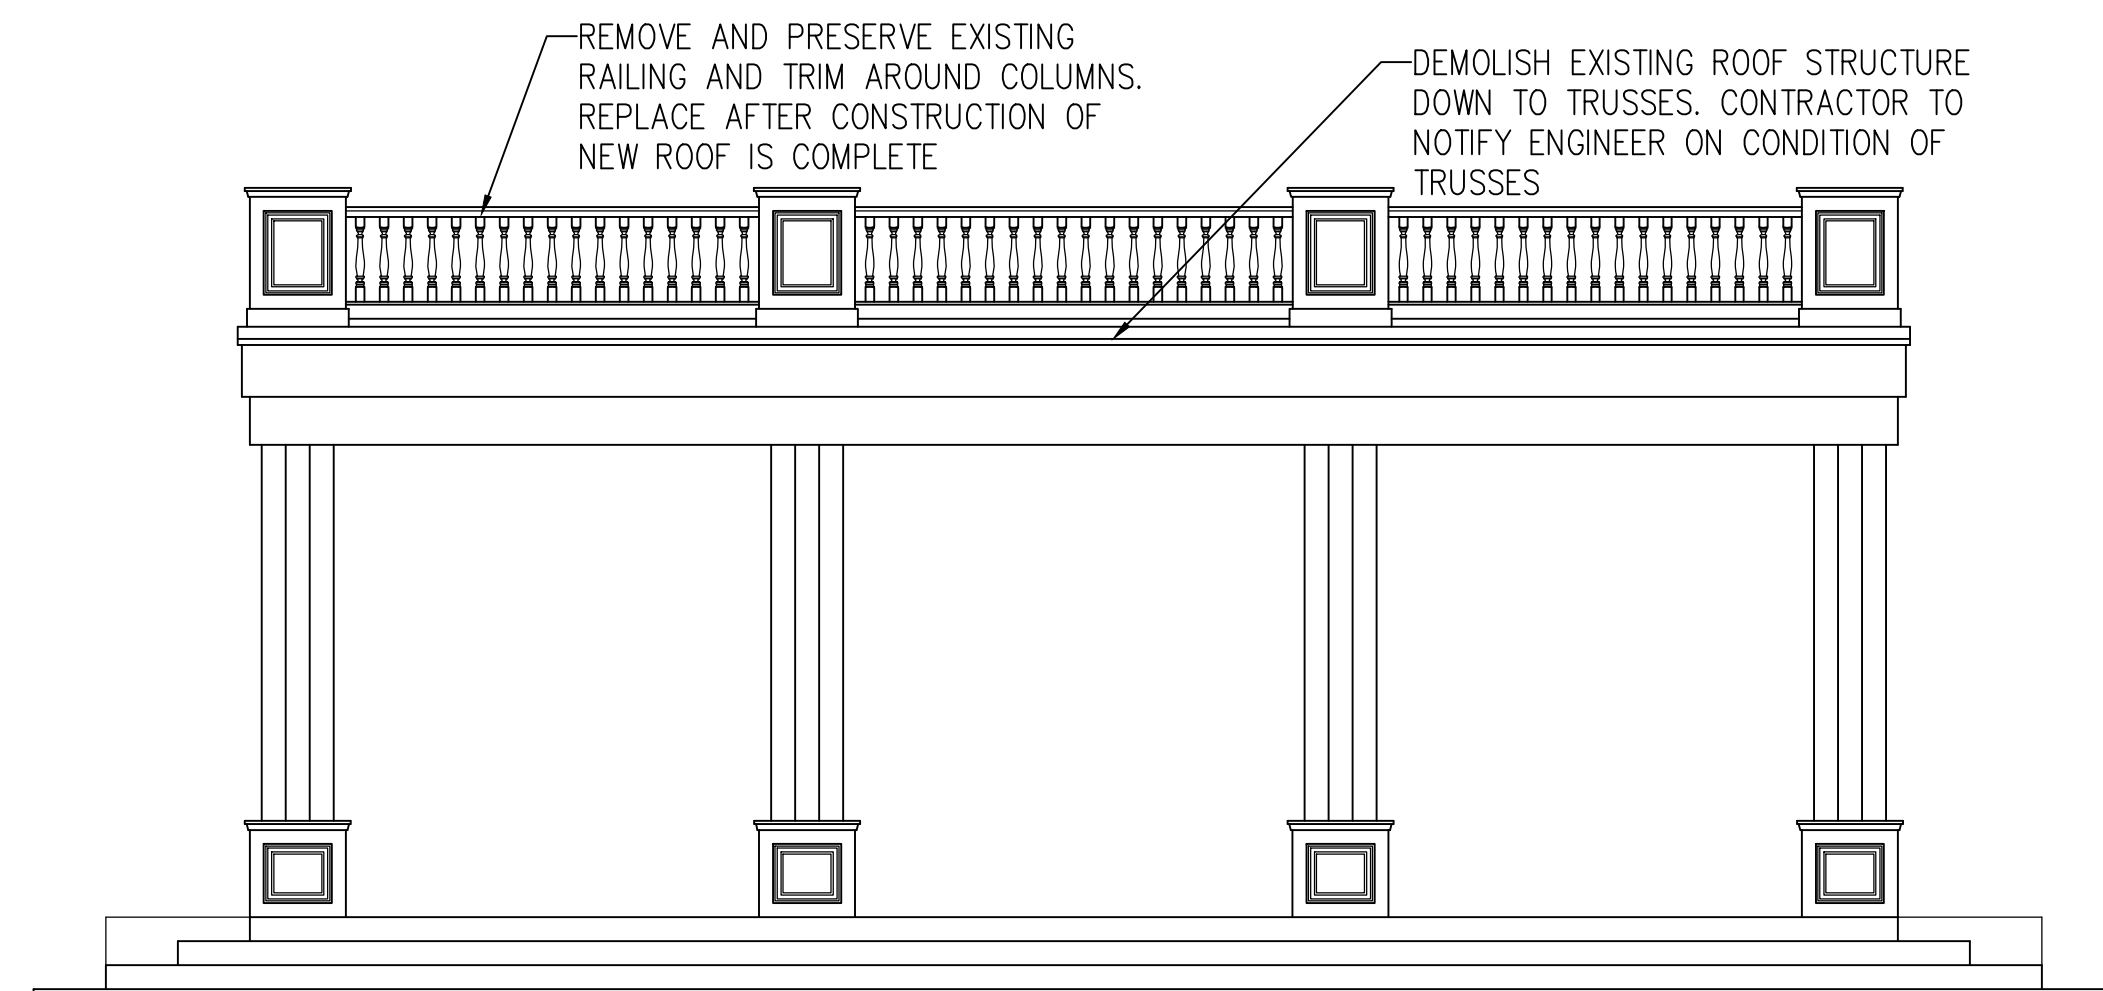 REMOVE AND PRESERVE EXISTING
RAILING AND TRIM AROUND COLUMNS.
REPLACE AFTER CONSTRUCTION OF
NEW ROOF IS COMPLETE
DEMOLISH EXISTING ROOF STRUCTURE
DOWN TO TRUSSES. CONTRACTOR TO
NOTIFY ENGINEER ON CONDITION OF
TRUSSES